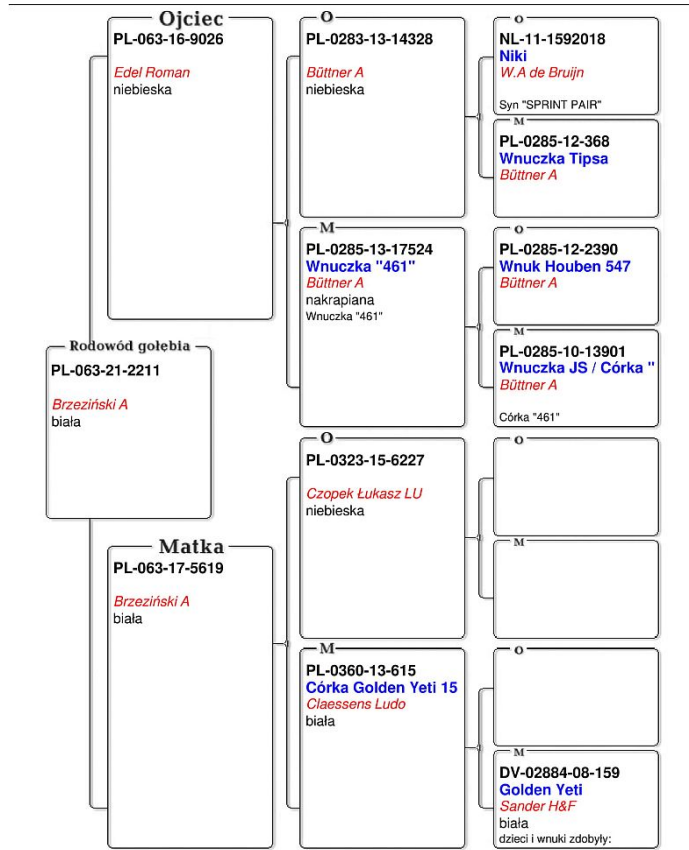 Rodowód gołębia
PL-063-21-2211
Brzeziński A
biała
Ojciec
PL-063-16-9026
Edel Roman
niebieska
Matka
PL-063-17-5619
Brzeziński A
biała
O
PL-0283-13-14328
Büttner A
niebieska
M
PL-0285-13-17524
Wnuczka "461"
Büttner A
nakrapiana
Wnuczka "461"
O
PL-0323-15-6227
Czopek Łukasz LU
niebieska
M
PL-0360-13-615
Córka Golden Yeti 15
Claessens Ludo
biała
O
NL-11-1592018
Niki
W.A de Bruijn
Syn "SPRINT PAIR"
M
PL-0285-12-368
Wnuczka Tipsa
Büttner A
O
PL-0285-12-2390
Wnuk Houben 547
Büttner A
M
PL-0285-10-13901
Wnuczka JS / Córka "
Büttner A
Córka "461"
O
M
O
M
DV-02884-08-159
Golden Yeti
Sander H&F
biała
dzieci i wnuki zdobyły: